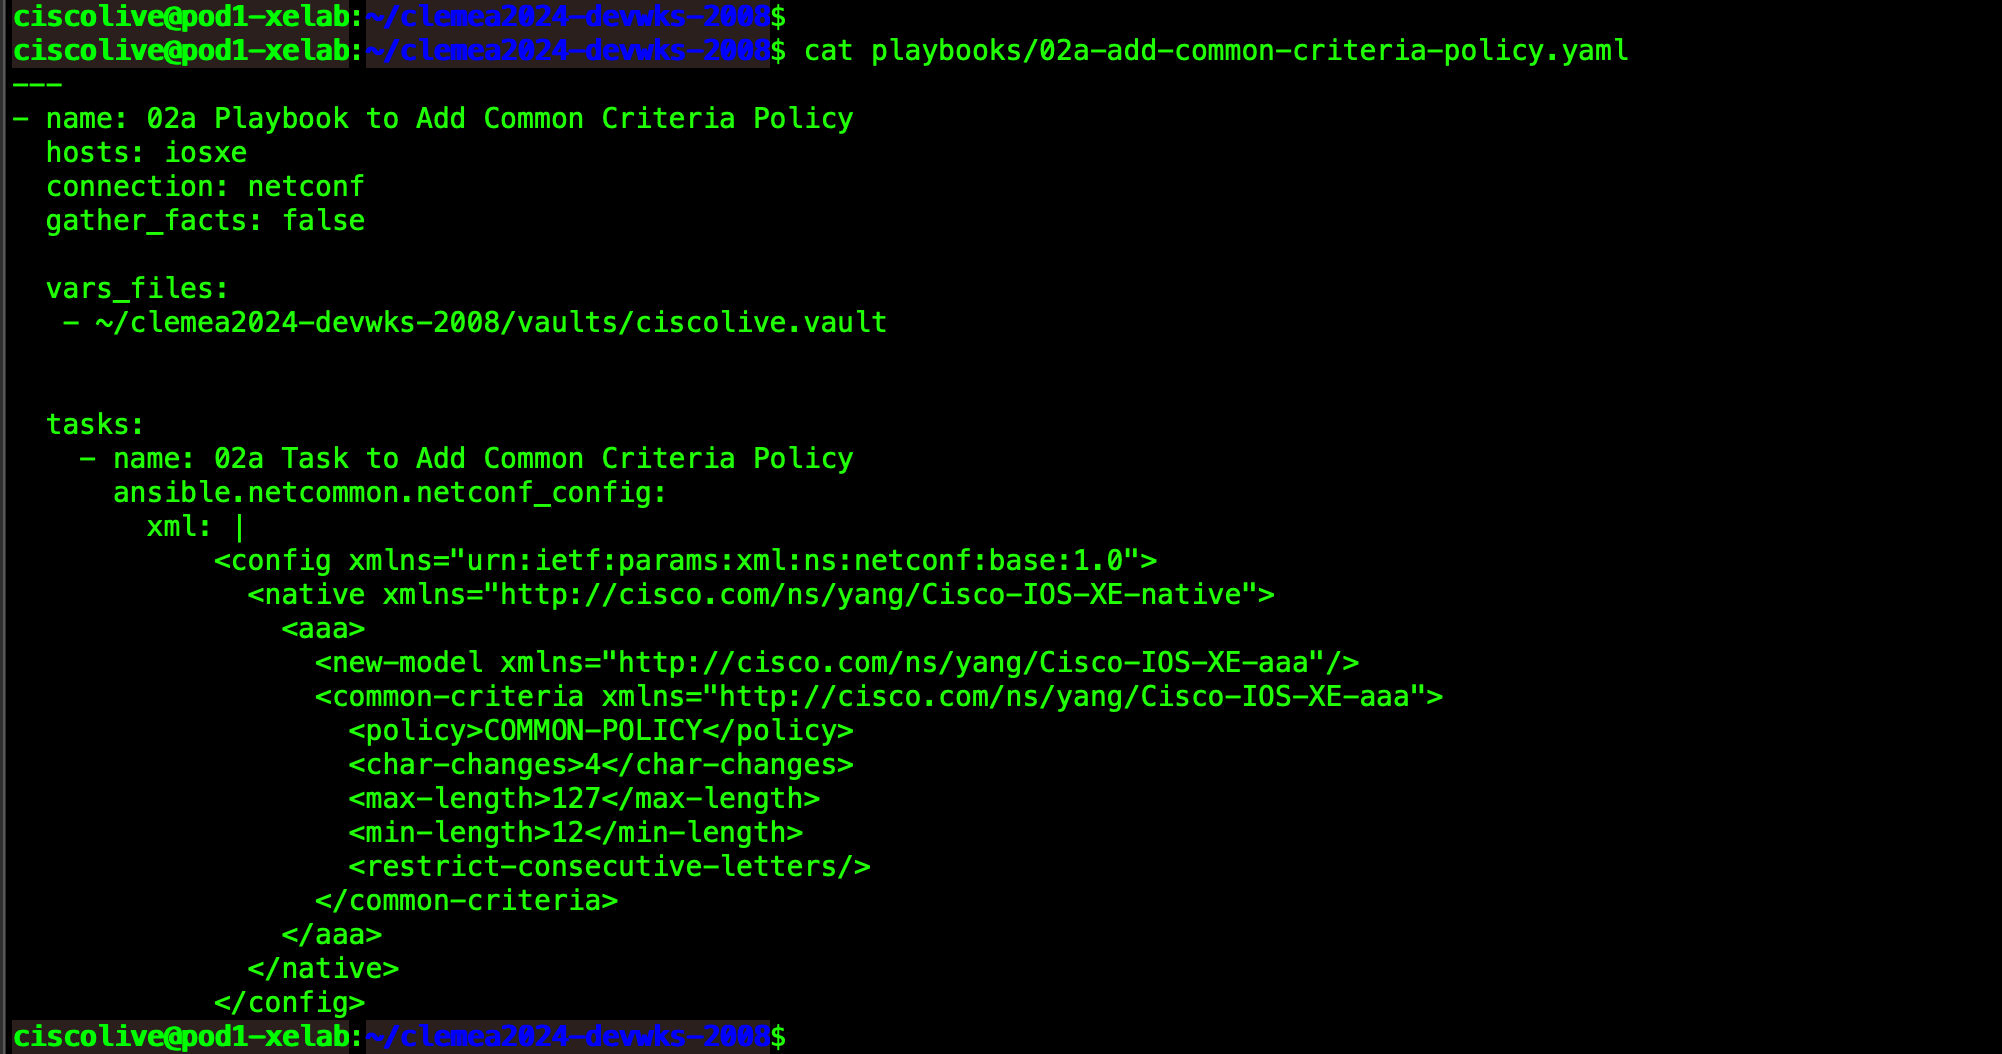 ciscolive@pod1-xelab:~/clemea2024-devwks-2008$
ciscolive@pod1-xelab:~/clemea2024-devwks-2008$ cat playbooks/02a-add-common-criteria-policy.yaml
---
- name: 02a Playbook to Add Common Criteria Policy
  hosts: iosxe
  connection: netconf
  gather_facts: false

  vars_files:
   - ~/clemea2024-devwks-2008/vaults/ciscolive.vault


  tasks:
    - name: 02a Task to Add Common Criteria Policy
      ansible.netcommon.netconf_config:
        xml: |
            <config xmlns="urn:ietf:params:xml:ns:netconf:base:1.0">
              <native xmlns="http://cisco.com/ns/yang/Cisco-IOS-XE-native">
                <aaa>
                  <new-model xmlns="http://cisco.com/ns/yang/Cisco-IOS-XE-aaa"/>
                  <common-criteria xmlns="http://cisco.com/ns/yang/Cisco-IOS-XE-aaa">
                    <policy>COMMON-POLICY</policy>
                    <char-changes>4</char-changes>
                    <max-length>127</max-length>
                    <min-length>12</min-length>
                    <restrict-consecutive-letters/>
                  </common-criteria>
                </aaa>
              </native>
            </config>
ciscolive@pod1-xelab:~/clemea2024-devwks-2008$